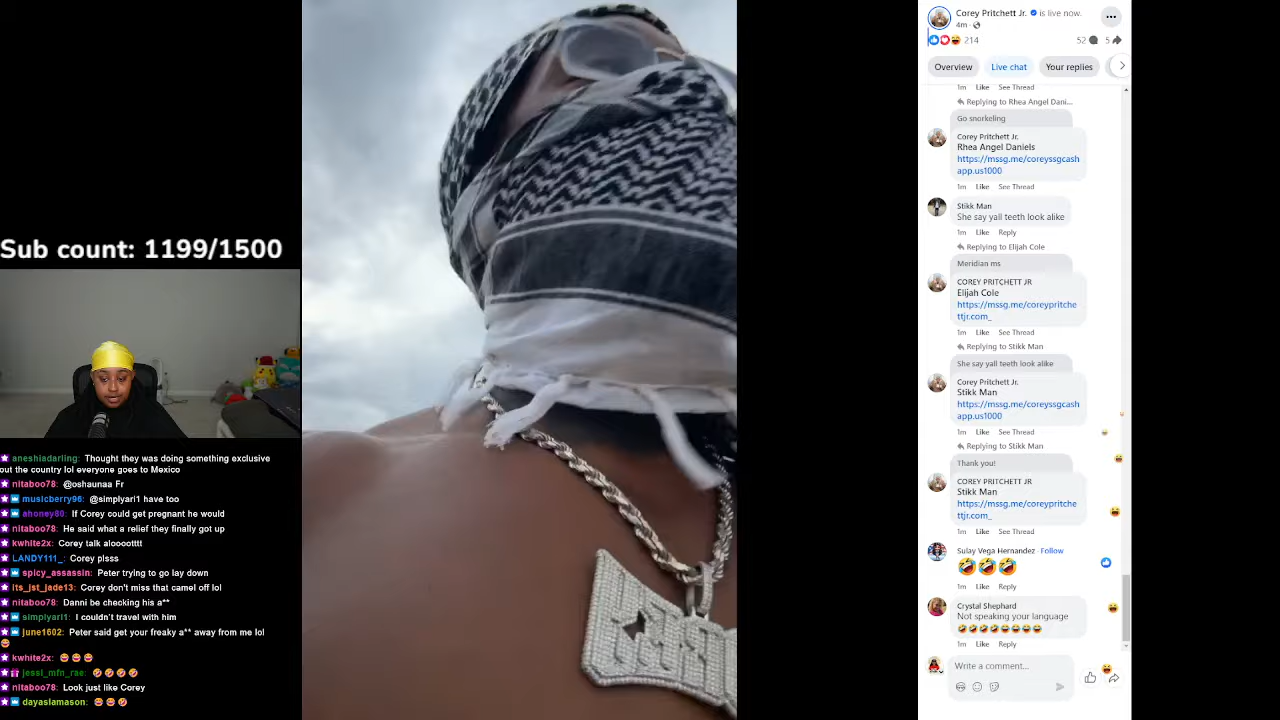 Sub count: 1199/1500
aneshiadarling: Thought they was doing something exclusive
out the country lol everyone goes to Mexico
nitaboo78: @oshaunaa Fr
musicberry96: @simplyari1 have too
ahoney80: If Corey could get pregnant he would
nitaboo78: He said what a relief they finally got up
kwhite2x: Corey talk aloooottt
LANDY111_: Corey plsss
spicy_assassin: Peter trying to go lay down
its_jst_jade13: Corey don't miss that camel off lol
nitaboo78: Danni be checking his a**
simplyari1: I couldn't travel with him
june1602: Peter said get your freaky a** away from me lol
kwhite2x:
jessi_mfn_rae:
nitaboo78: Look just like Corey
dayaslamason:
Corey Pritchett Jr. is live now.
4m
214
52 5
Overview
Live chat
Your replies
1m Like See Thread
Replying to Rhea Angel Dani...
Go snorkeling
Corey Pritchett Jr.
Rhea Angel Daniels
https://mssg.me/coreyssgcash
app.us1000
1m Like See Thread
Stikk Man
She say yall teeth look alike
1m Like Reply
Replying to Elijah Cole
Meridian ms
COREY PRITCHETT JR
Elijah Cole
https://mssg.me/coreypritche
ttjr.com_
1m Like See Thread
Replying to Stikk Man
She say yall teeth look alike
Corey Pritchett Jr.
Stikk Man
https://mssg.me/coreyssgcash
app.us1000
1m Like See Thread
Replying to Stikk Man
Thank you!
COREY PRITCHETT JR
Stikk Man
https://mssg.me/coreypritche
ttjr.com_
1m Like See Thread
Sulay Vega Hernandez · Follow
🤣🤣🤣
1m Like Reply
Crystal Shephard
Not speaking your language
1m Like Reply
Write a comment...